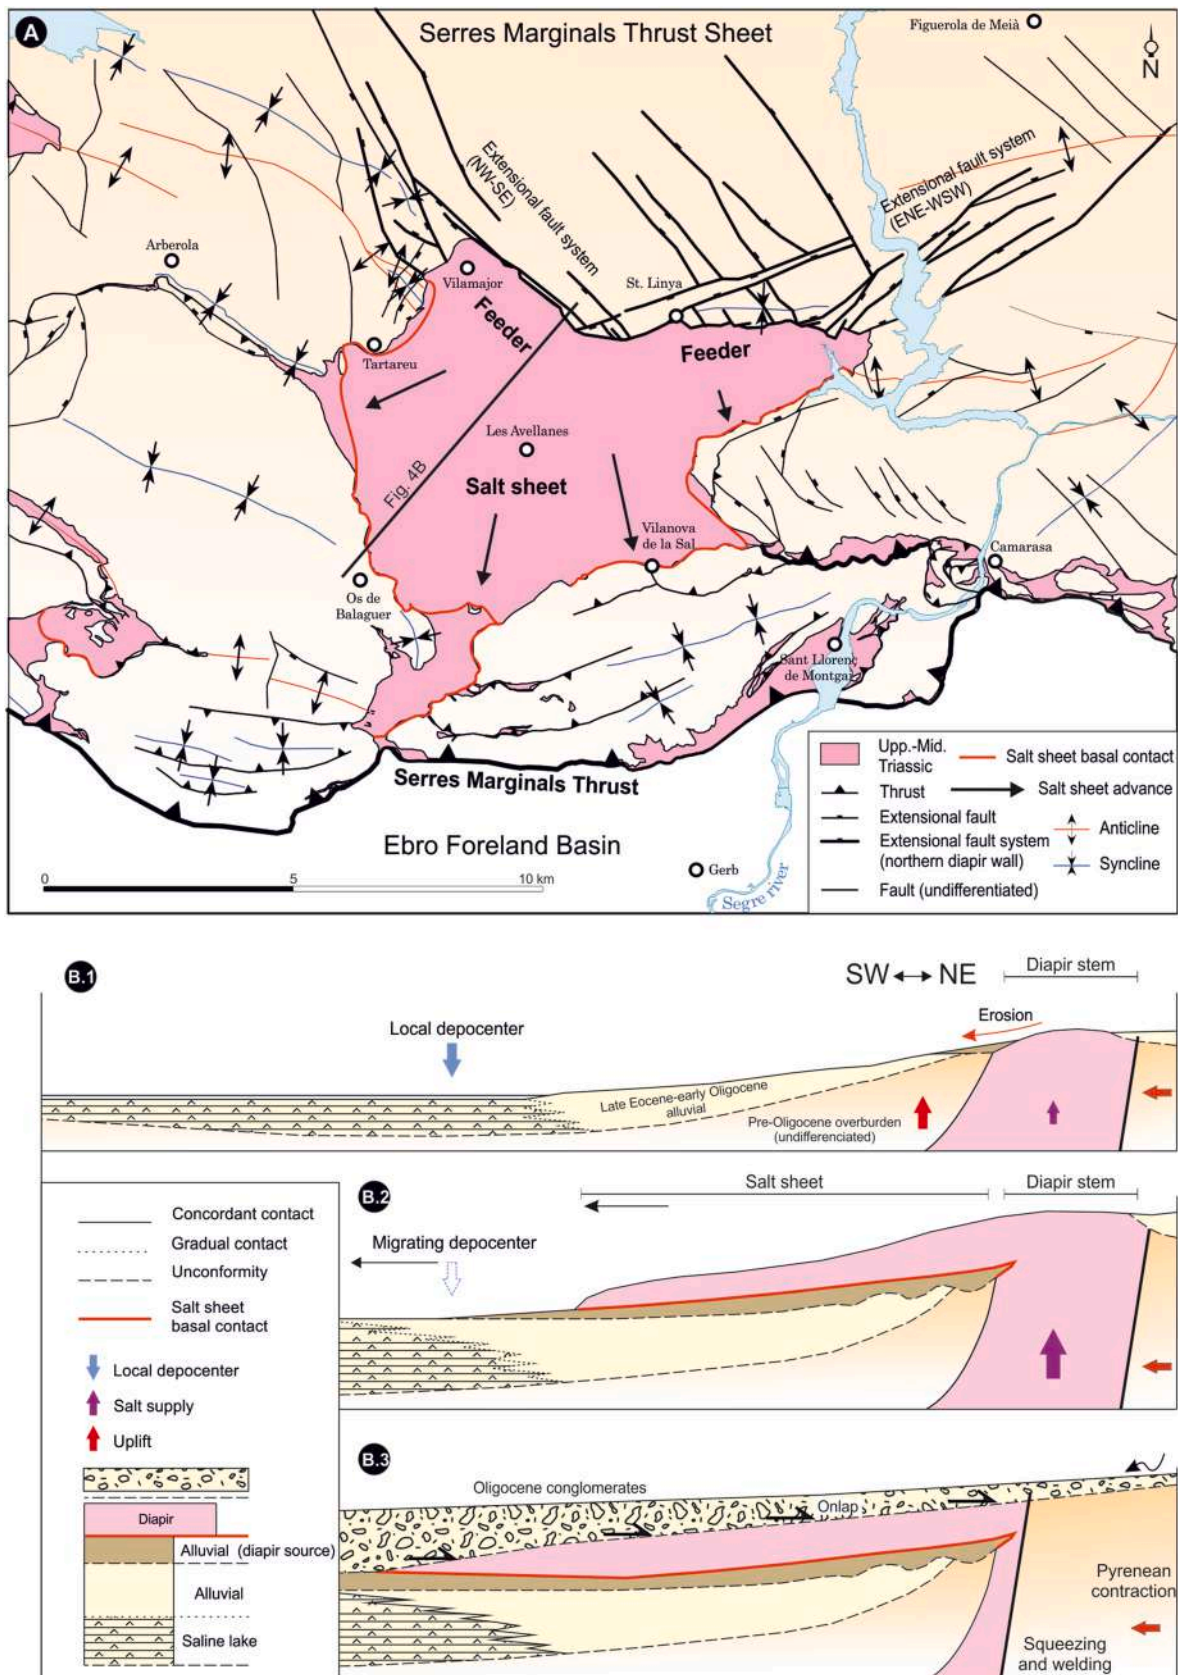 A
Serres Marginals Thrust Sheet
Figuerola de Meià
N
Extensional fault system
(NW-SE)
Extensional fault system
(ENE-WSW)
Arberola
Vilamajor
St. Linya
Feeder
Feeder
Tartareu
Les Avellanes
Fig. 4B
Salt sheet
Vilanova
de la Sal
Camarasa
Os de
Balaguer
Sant Llorenç
de Montgai
Serres Marginals Thrust
Ebro Foreland Basin
Gerb
Segre river
0
5
10 km
Upp.-Mid.
Triassic
Thrust
Extensional fault
Extensional fault system
(northern diapir wall)
Fault (undifferentiated)
Salt sheet basal contact
Salt sheet advance
Anticline
Syncline
B.1
SW
NE
Diapir stem
Local depocenter
Erosion
Late Eocene-early Oligocene
alluvial
Pre-Oligocene overburden
(undifferenciated)
B.2
Salt sheet
Diapir stem
Migrating depocenter
Concordant contact
Gradual contact
Unconformity
Salt sheet
basal contact
Local depocenter
Salt supply
Uplift
Diapir
Alluvial (diapir source)
Alluvial
Saline lake
B.3
Oligocene conglomerates
Onlap
Pyrenean
contraction
Squeezing
and welding